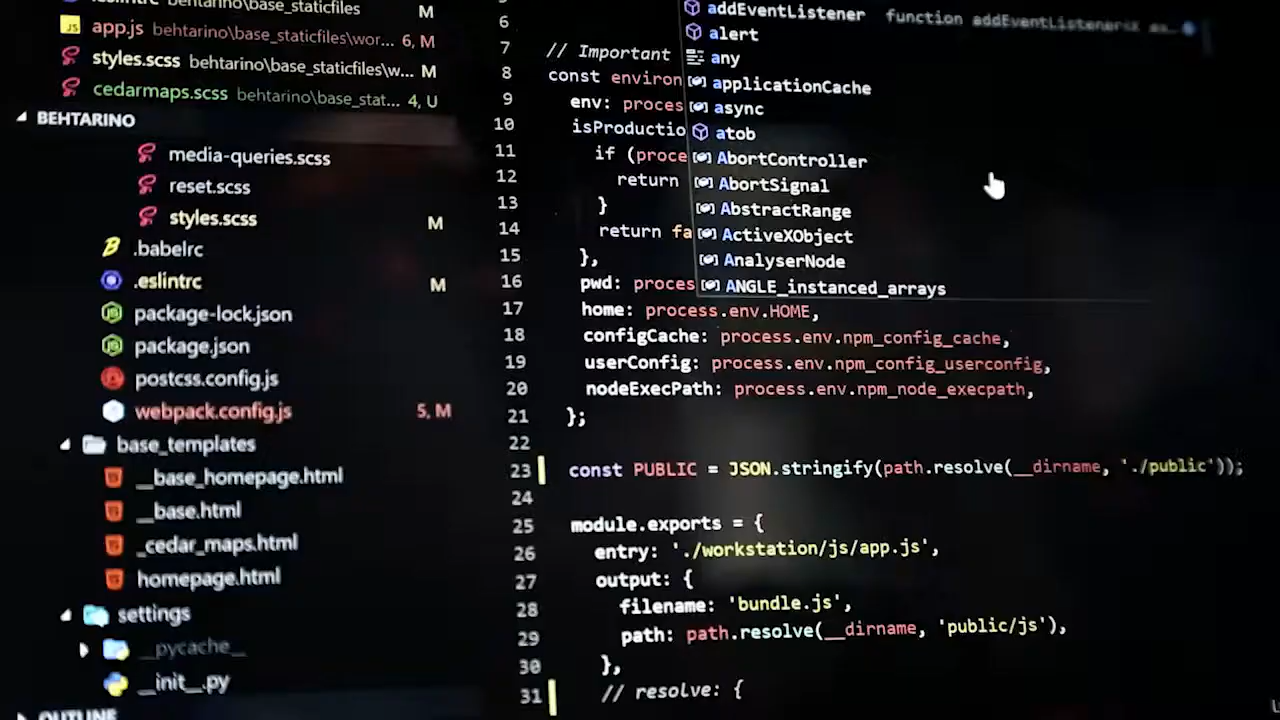 behtarino\base_staticfiles M
app.js behtarino\base_staticfiles\wor... 6, M
styles.scss behtarino\base_staticfiles\w... M
cedarmaps.scss behtarino\base_stat... 4, U
BEHTARINO
media-queries.scss
reset.scss
styles.scss M
.babelrc
.eslintrc M
package-lock.json
package.json
postcss.config.js
webpack.config.js 5, M
base_templates
__base_homepage.html
__base.html
_cedar_maps.html
homepage.html
settings
__pycache__
__init__.py
OUTLINE
6
7 // Important
8 const environ
9 env: process
10 isProductio
11 if (proce
12 return
13 }
14 return fa
15 },
16 pwd: proces
17 home: process.env.HOME,
18 configCache: process.env.npm_config_cache,
19 userConfig: process.env.npm_config_userconfig,
20 nodeExecPath: process.env.npm_node_execpath,
21 };
22
23 const PUBLIC = JSON.stringify(path.resolve(__dirname, './public'));
24
25 module.exports = {
26 entry: './workstation/js/app.js',
27 output: {
28 filename: 'bundle.js',
29 path: path.resolve(__dirname, 'public/js'),
30 },
31 // resolve: {
addEventListener function addEventListener
alert
any
applicationCache
async
atob
AbortController
AbortSignal
AbstractRange
ActiveXObject
AnalyserNode
ANGLE_instanced_arrays